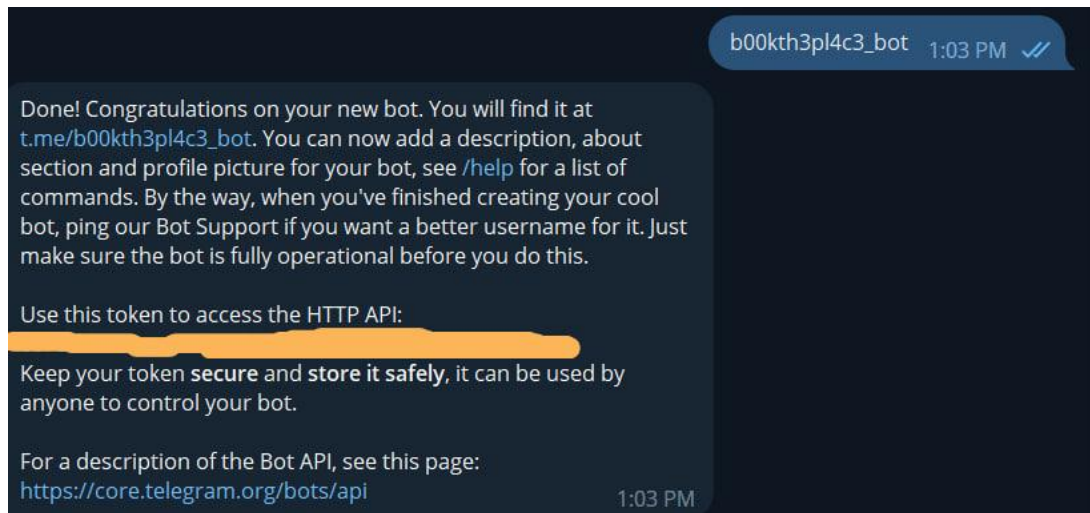 b00kth3pl4c3_bot 1:03 PM
Done! Congratulations on your new bot. You will find it at
t.me/b00kth3pl4c3_bot. You can now add a description, about
section and profile picture for your bot, see /help for a list of
commands. By the way, when you've finished creating your cool
bot, ping our Bot Support if you want a better username for it. Just
make sure the bot is fully operational before you do this.
Use this token to access the HTTP API:
Keep your token secure and store it safely, it can be used by
anyone to control your bot.
For a description of the Bot API, see this page:
https://core.telegram.org/bots/api 1:03 PM